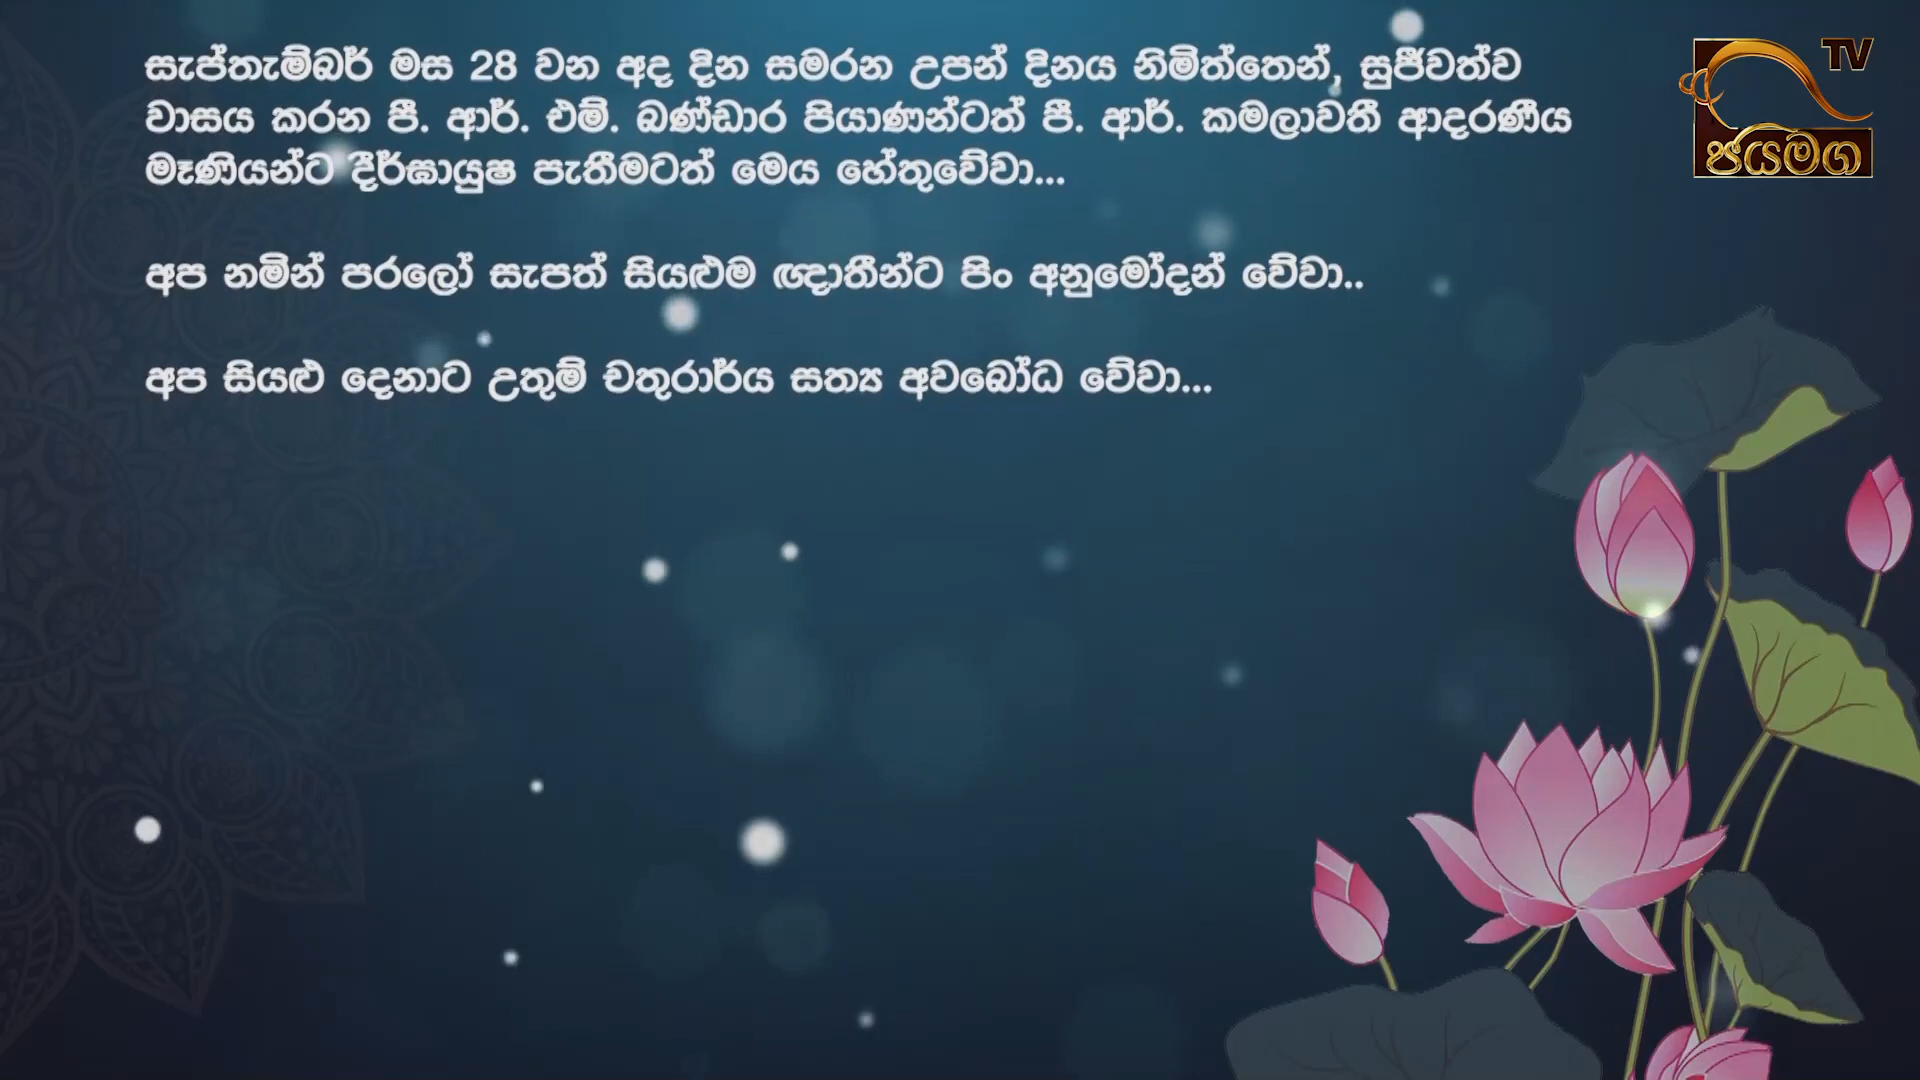 සැප්තැම්බර් මස 28 වන අද දින සමරන උපන් දිනය නිමිත්තෙන්, සුජීවත්ව
වාසය කරන පී. ආර්. එම්. බණ්ඩාර පියාණන්ටත් පී. ආර්. කමලාවතී ආදරණීය
මෑණියන්ට දීර්ඝායුෂ පැතීමටත් මෙය හේතුවේවා...
අප නමින් පරලෝ සැපත් සියළුම ඥාතීන්ට පිං අනුමෝදන් වේවා..
අප සියළු දෙනාට උතුම් චතුරාර්ය සත්‍ය අවබෝධ වේවා...
TV
ජයමග